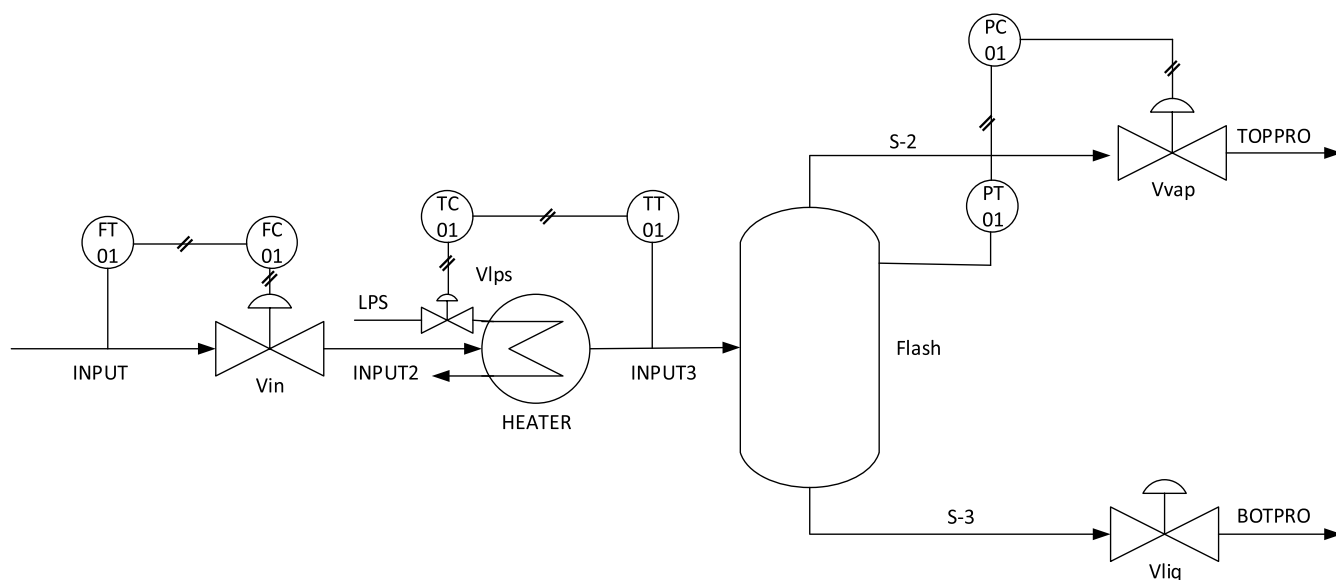 PC
01
S-2
TOPPRO
Vvap
PT
01
TC
01
TT
01
FT
01
FC
01
Vlps
LPS
Flash
INPUT
Vin
INPUT2
INPUT3
HEATER
S-3
BOTPRO
Vliq